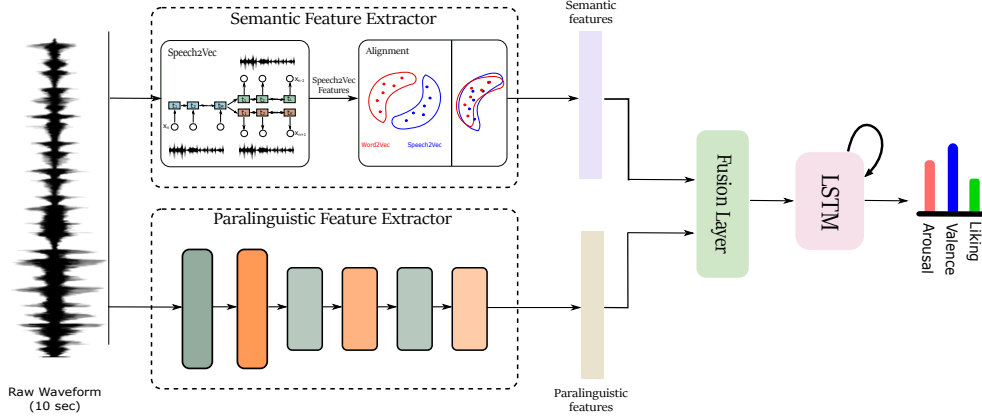 Semantic Feature Extractor
Semantic
features
Speech2Vec
Speech2Vec
Features
Alignment
Word2Vec
Speech2Vec
Paralinguistic Feature Extractor
Raw Waveform
(10 sec)
Paralinguistic
features
Fusion Layer
LSTM
Arousal
Valence
Liking